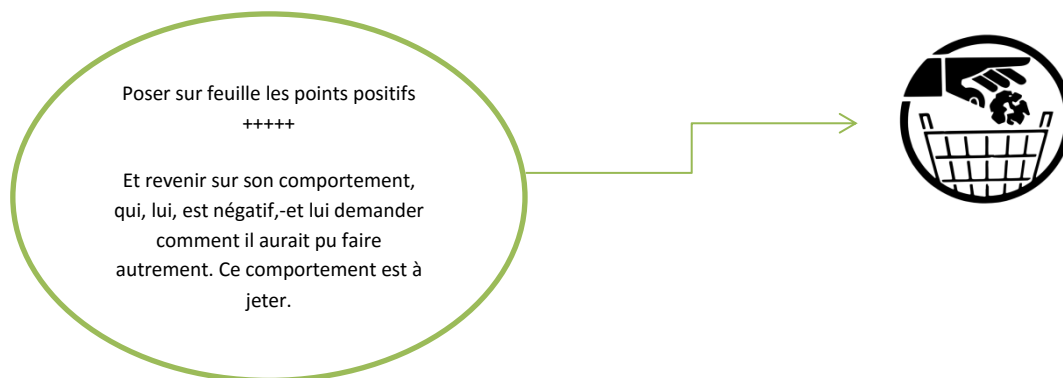 Poser sur feuille les points positifs
+++++
Et revenir sur son comportement,
qui, lui, est négatif,-et lui demander
comment il aurait pu faire
autrement. Ce comportement est à
jeter.